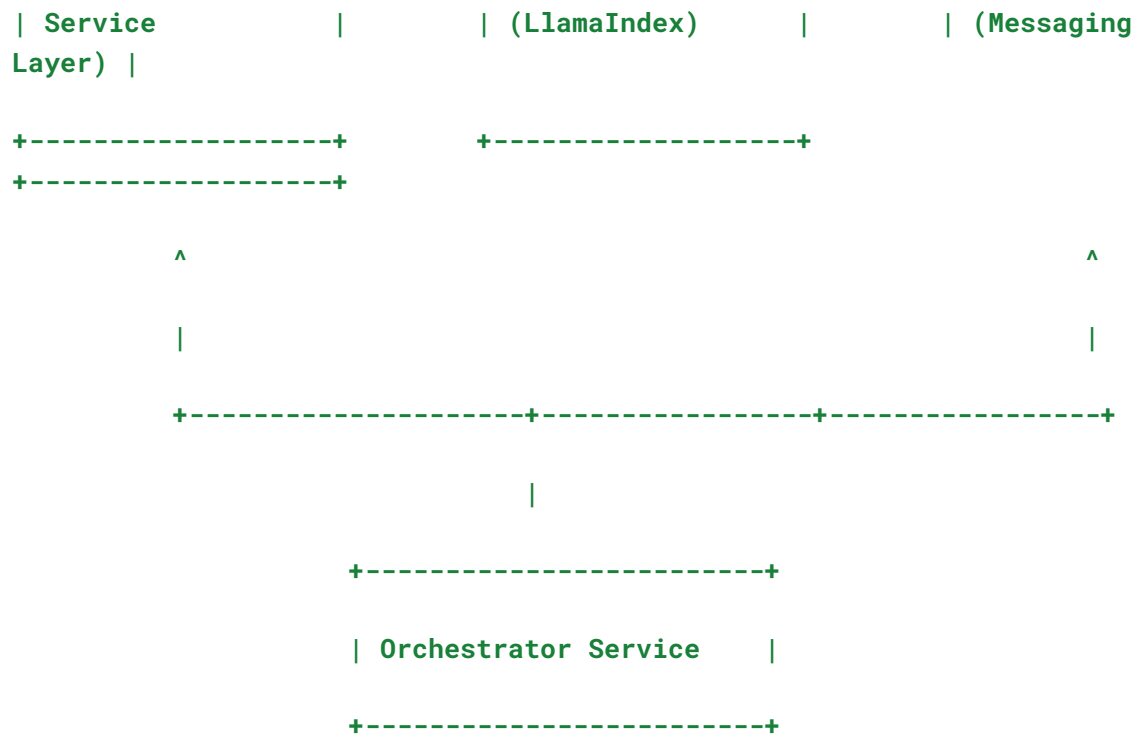 | Service           |        | (LlamaIndex)      |        | (Messaging
Layer) |
+-------------------+        +-------------------+
+-------------------+
^                                                        ^
|                                                        |
+---------------------+-----------------+-----------------+
|
+-------------------------+
| Orchestrator Service    |
+-------------------------+